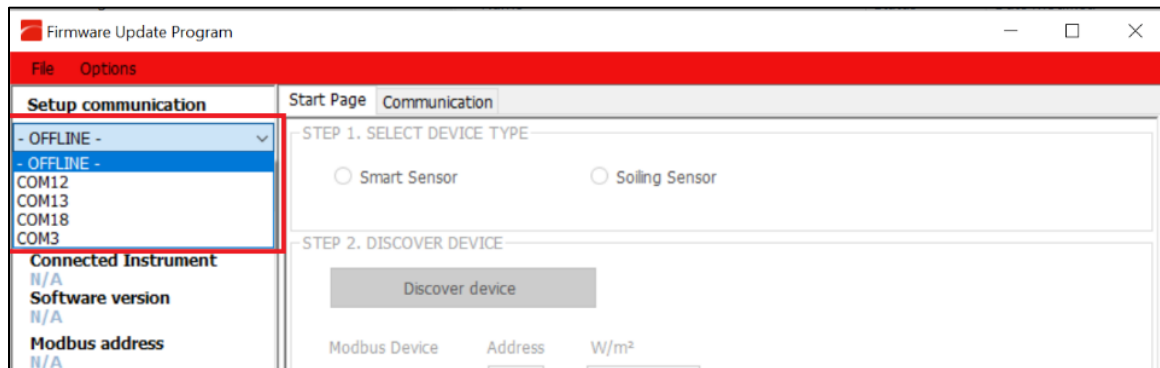 Firmware Update Program
File Options
Setup communication
Start Page Communication
- OFFLINE -
- OFFLINE -
COM12
COM13
COM18
COM3
Connected Instrument
N/A
Software version
N/A
Modbus address
N/A
STEP 1. SELECT DEVICE TYPE
Smart Sensor Soiling Sensor
STEP 2. DISCOVER DEVICE
Discover device
Modbus Device Address W/m²